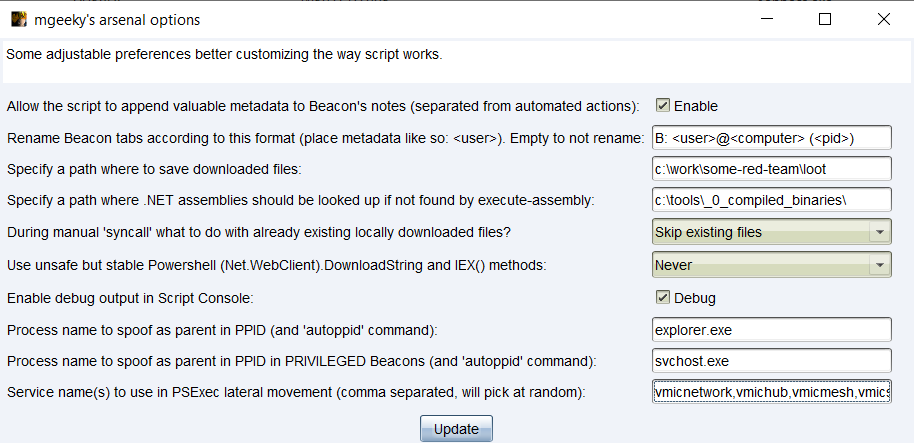 mgeeky's arsenal options
Some adjustable preferences better customizing the way script works.
Allow the script to append valuable metadata to Beacon's notes (separated from automated actions): Enable
Rename Beacon tabs according to this format (place metadata like so: <user>). Empty to not rename: B: <user>@<computer> (<pid>)
Specify a path where to save downloaded files: c:\work\some-red-team\loot
Specify a path where .NET assemblies should be looked up if not found by execute-assembly: c:\tools\_0_compiled_binaries\
During manual 'syncall' what to do with already existing locally downloaded files? Skip existing files
Use unsafe but stable Powershell (Net.WebClient).DownloadString and IEX() methods: Never
Enable debug output in Script Console: Debug
Process name to spoof as parent in PPID (and 'autoppid' command): explorer.exe
Process name to spoof as parent in PPID in PRIVILEGED Beacons (and 'autoppid' command): svchost.exe
Service name(s) to use in PSExec lateral movement (comma separated, will pick at random): vmicnetwork,vmichub,vmicmesh,vmics
Update